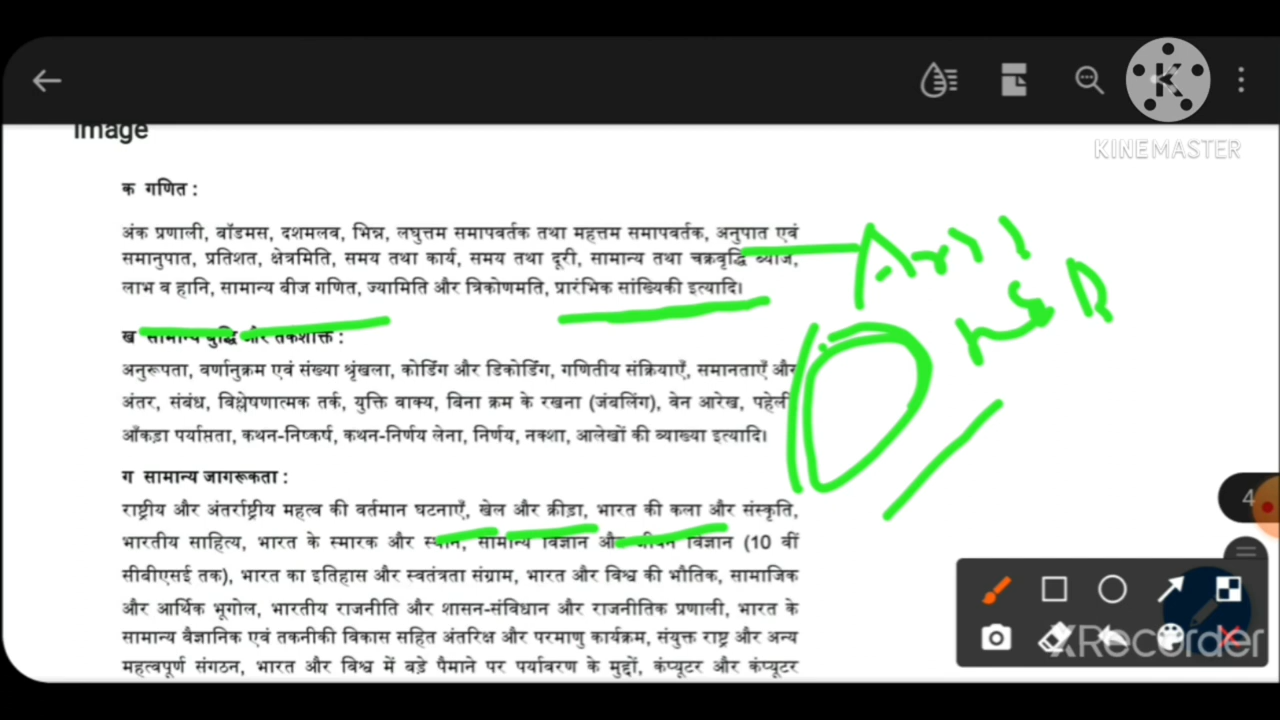 Image
KINEMASTER
क गणित :
अंक प्रणाली, बॉडमस, दशमलव, भिन्न, लघुत्तम समापवर्तक तथा महत्तम समापवर्तक, अनुपात एवं
समानुपात, प्रतिशत, क्षेत्रमिति, समय तथा कार्य, समय तथा दूरी, सामान्य तथा चक्रवृद्धि ब्याज,
लाभ व हानि, सामान्य बीज गणित, ज्यामिति और त्रिकोणमति, प्रारंभिक सांख्यिकी इत्यादि।
ख सामान्य बुद्धि और तर्कशक्ति :
अनुरूपता, वर्णानुक्रम एवं संख्या श्रृंखला, कोडिंग और डिकोडिंग, गणितीय संक्रियाएँ, समानताएँ और
अंतर, संबंध, विश्लेषणात्मक तर्क, युक्ति वाक्य, बिना क्रम के रखना (जंबलिंग), वेन आरेख, पहेली
आँकड़ा पर्याप्तता, कथन-निष्कर्ष, कथन-निर्णय लेना, निर्णय, नक्शा, आलेखों की व्याख्या इत्यादि।
ग सामान्य जागरूकता :
राष्ट्रीय और अंतर्राष्ट्रीय महत्व की वर्तमान घटनाएँ, खेल और क्रीड़ा, भारत की कला और संस्कृति,
भारतीय साहित्य, भारत के स्मारक और स्थान, सामान्य विज्ञान और जीवन विज्ञान (10 वीं
सीबीएसई तक), भारत का इतिहास और स्वतंत्रता संग्राम, भारत और विश्व की भौतिक, सामाजिक
और आर्थिक भूगोल, भारतीय राजनीति और शासन-संविधान और राजनीतिक प्रणाली, भारत के
सामान्य वैज्ञानिक एवं तकनीकी विकास सहित अंतरिक्ष और परमाणु कार्यक्रम, संयुक्त राष्ट्र और अन्य
महत्वपूर्ण संगठन, भारत और विश्व में बड़े पैमाने पर पर्यावरण के मुद्दों, कंप्यूटर और कंप्यूटर
4
XRecorder